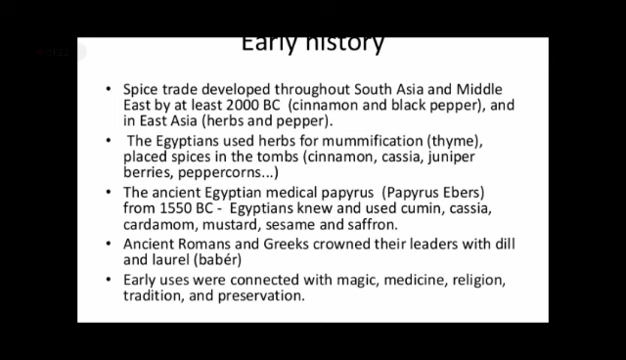 Early history
• Spice trade developed throughout South Asia and Middle
East by at least 2000 BC (cinnamon and black pepper), and
in East Asia (herbs and pepper).
• The Egyptians used herbs for mummification (thyme),
placed spices in the tombs (cinnamon, cassia, juniper
berries, peppercorns...)
• The ancient Egyptian medical papyrus (Papyrus Ebers)
from 1550 BC - Egyptians knew and used cumin, cassia,
cardamom, mustard, sesame and saffron.
• Ancient Romans and Greeks crowned their leaders with dill
and laurel (babér)
• Early uses were connected with magic, medicine, religion,
tradition, and preservation.